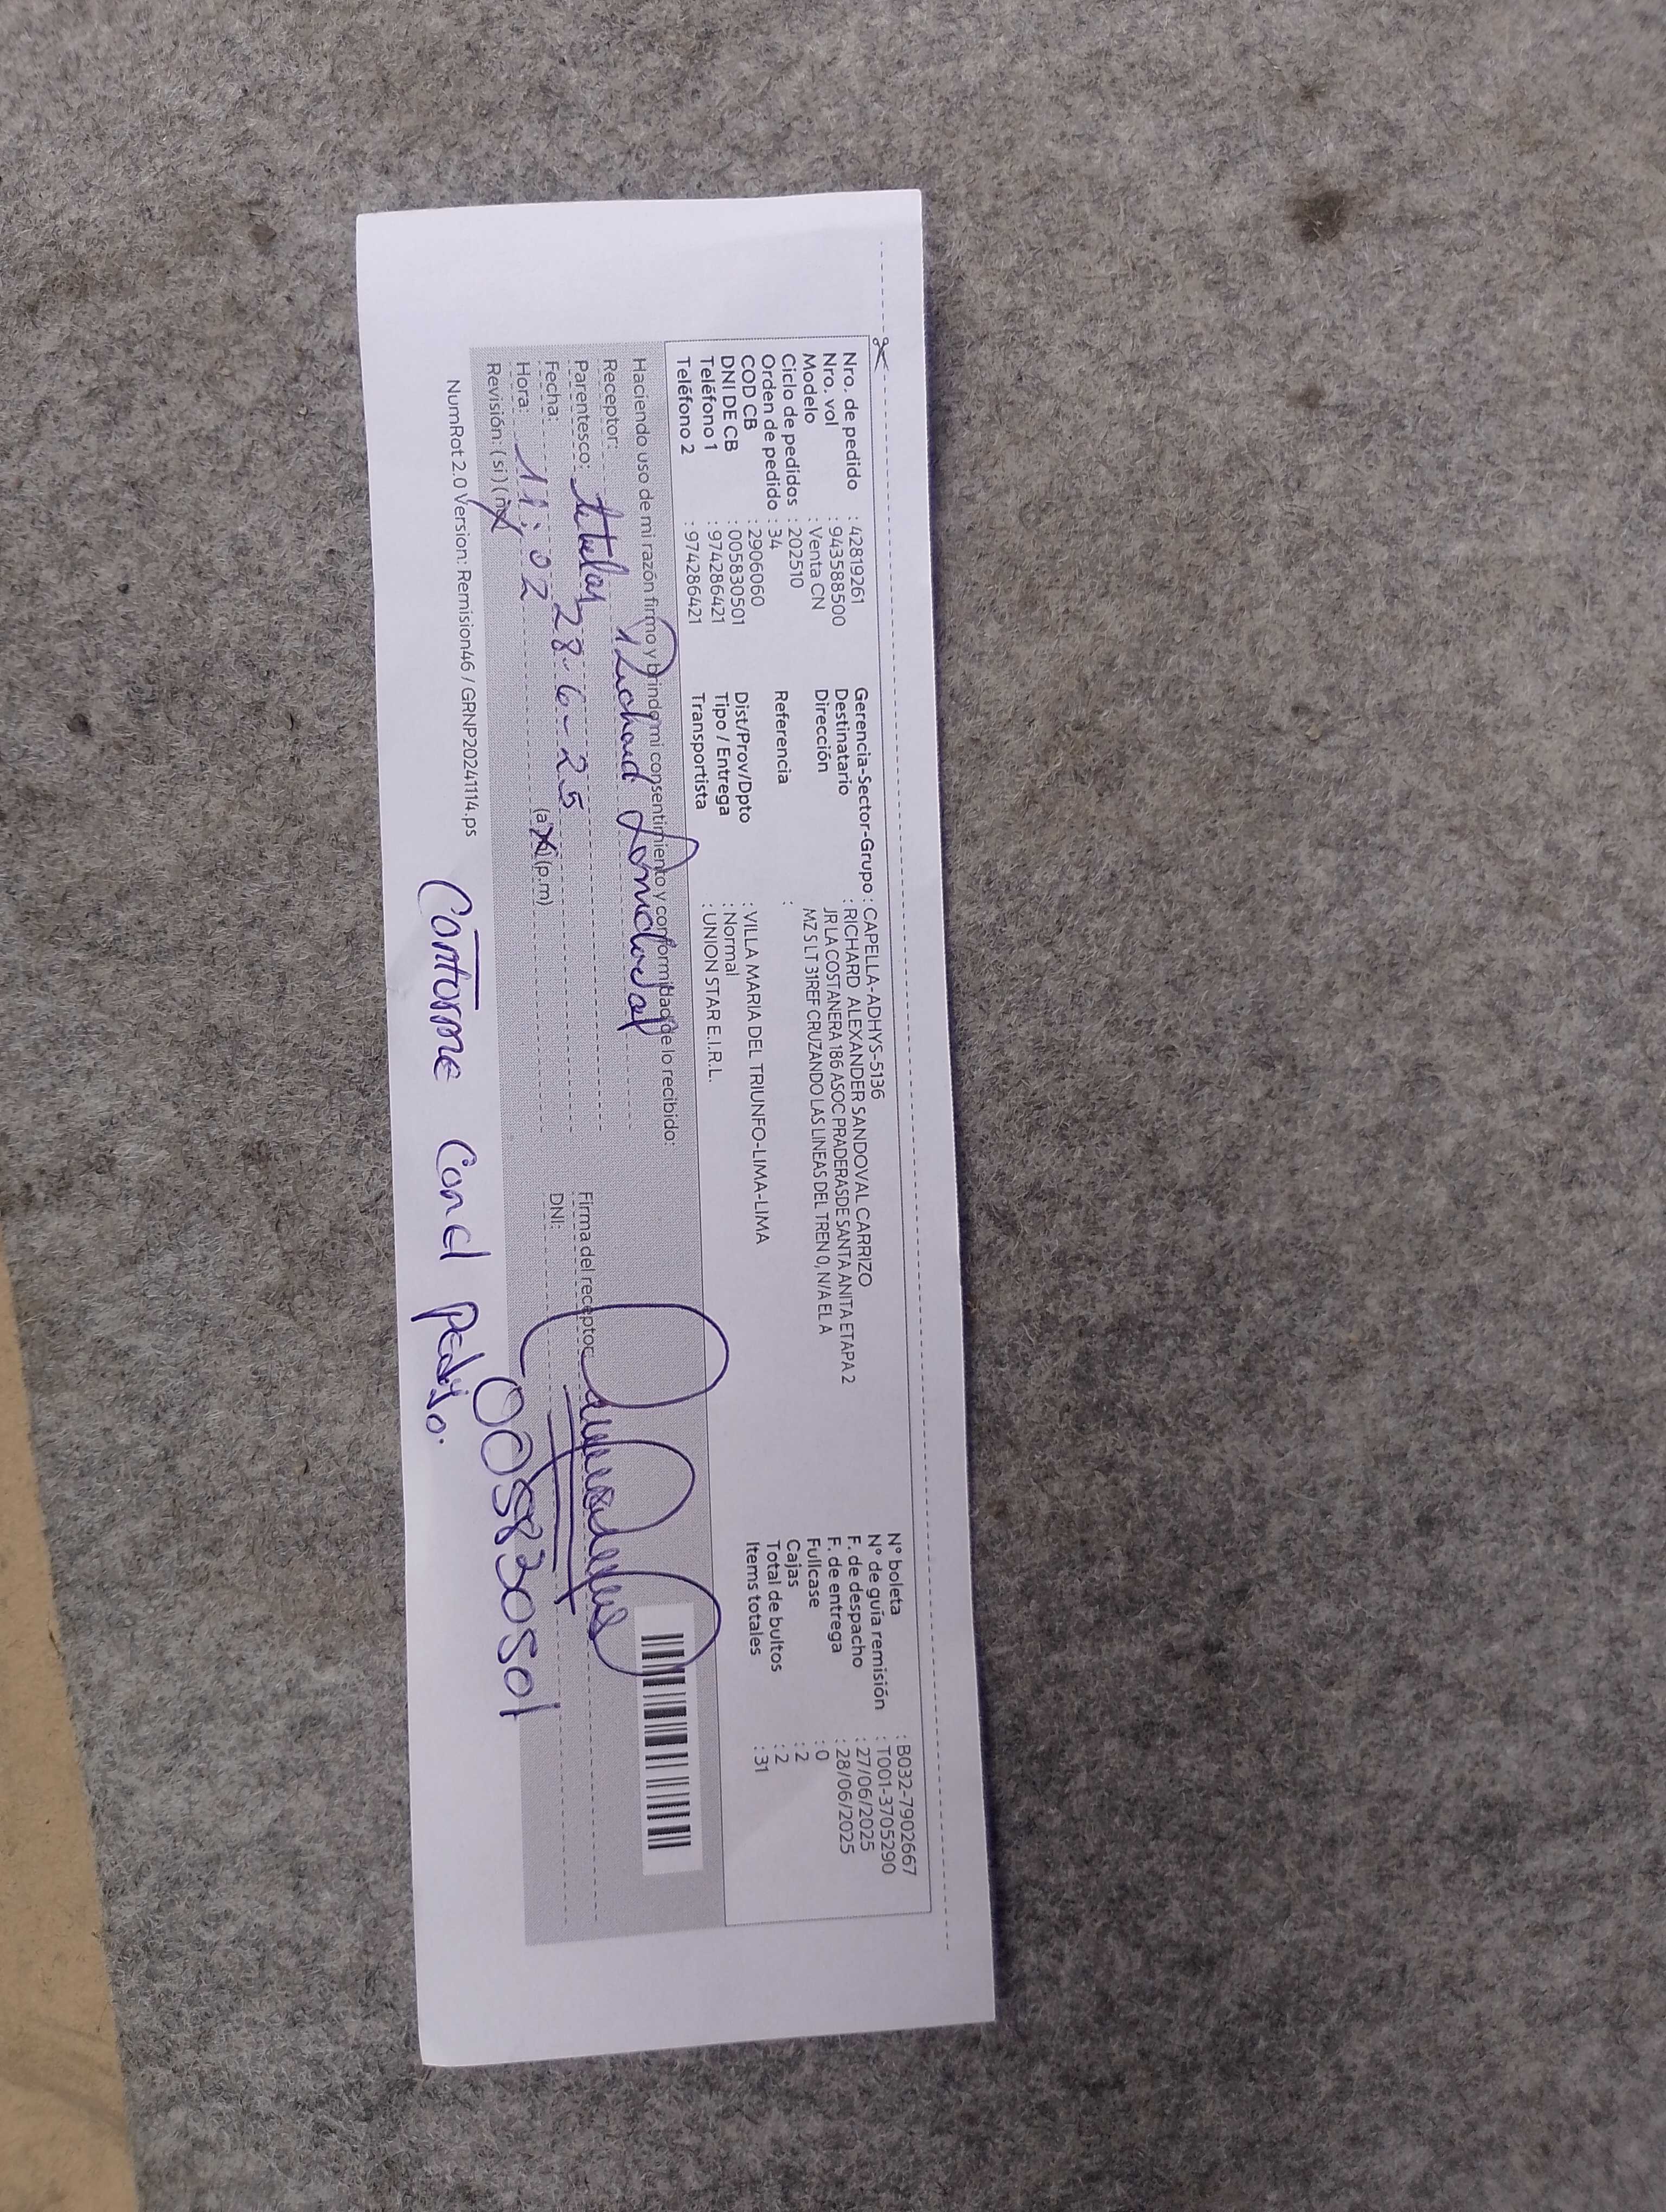 Nro. de pedido : 42819261
Nro. vol : 943588500
Modelo : Venta CN
Ciclo de pedidos : 202510
Orden de pedido : 34
COD CB : 2906060
DNI DE CB : 005830501
Teléfono 1 : 974286421
Teléfono 2 : 974286421
Gerencia-Sector-Grupo : CAPELLA-ADHYS-5136
Destinatario : RICHARD ALEXANDER SANDOVAL CARRIZO
Dirección JR LA COSTANERA 186 ASOC PRADERASDE SANTA ANITA ETAPA 2
MZ S LT 31REF CRUZANDO LAS LINEAS DEL TREN 0, N/A EL A
Referencia :
Dist/Prov/Dpto : VILLA MARIA DEL TRIUNFO-LIMA-LIMA
Tipo / Entrega : Normal
Transportista : UNION STAR E.I.R.L.
N° boleta : B032-7902667
N° de guía remisión : T001-3705290
F. de despacho : 27/06/2025
F. de entrega : 28/06/2025
Fullcase : 0
Cajas : 2
Total de bultos : 2
Items totales : 31
Haciendo uso de mi razón firmo y brindo mi consentimiento y conformidad de lo recibido:
Receptor: Richard Sandoval
Parentesco: titular
Fecha: 28-6-25
Hora: 11:02 (a.m) (p.m)
Revisión: (si) (no)
Firma del receptor:
DNI: 005830501
NumRot 2.0 Version: Remision46 / GRNP20241114.ps
Conforme con el pedido.